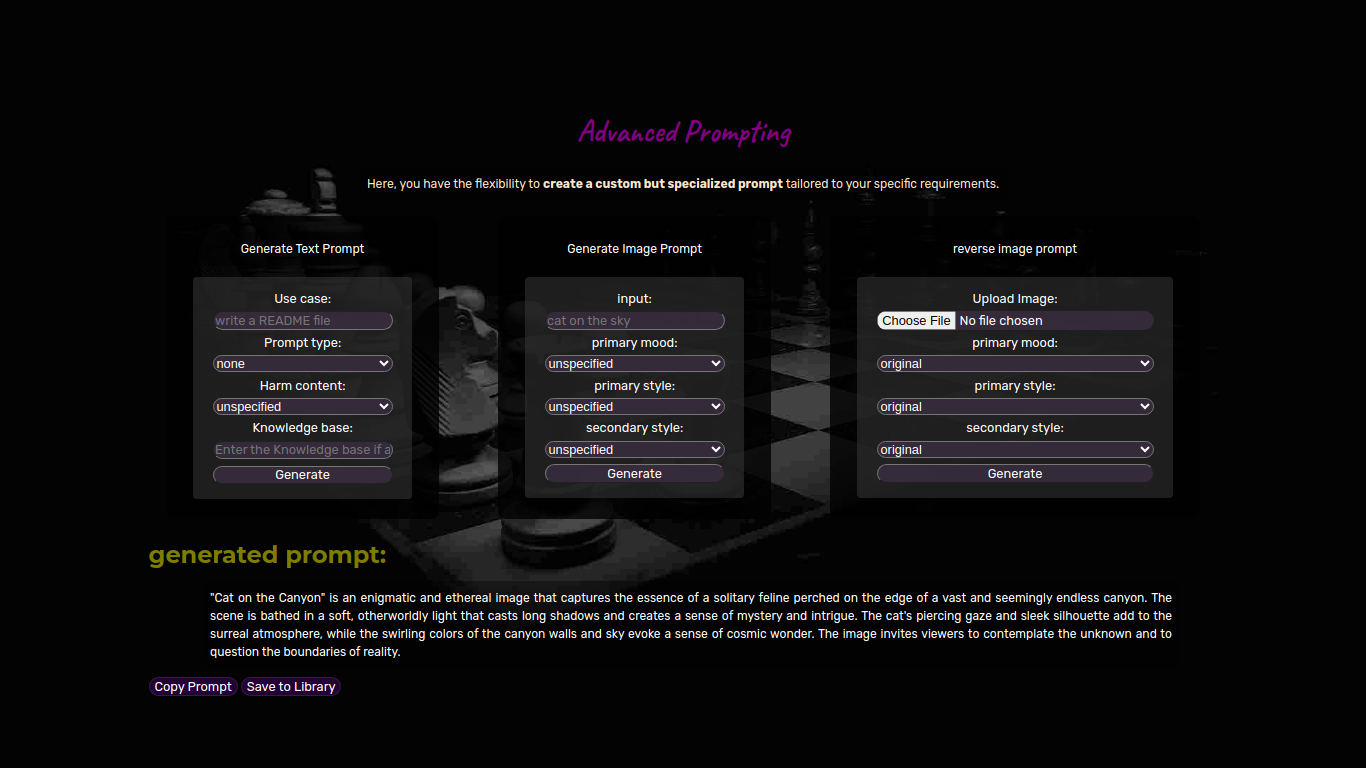 Advanced Prompting
Here, you have the flexibility to create a custom but specialized prompt tailored to your specific requirements.
Generate Text Prompt
Use case:
write a README file
Prompt type:
none
Harm content:
unspecified
Knowledge base:
Enter the Knowledge base if a
Generate
Generate Image Prompt
input:
cat on the sky
primary mood:
unspecified
primary style:
unspecified
secondary style:
unspecified
Generate
reverse image prompt
Upload Image:
Choose File No file chosen
primary mood:
original
primary style:
original
secondary style:
original
Generate
generated prompt:
"Cat on the Canyon" is an enigmatic and ethereal image that captures the essence of a solitary feline perched on the edge of a vast and seemingly endless canyon. The
scene is bathed in a soft, otherworldly light that casts long shadows and creates a sense of mystery and intrigue. The cat's piercing gaze and sleek silhouette add to the
surreal atmosphere, while the swirling colors of the canyon walls and sky evoke a sense of cosmic wonder. The image invites viewers to contemplate the unknown and to
question the boundaries of reality.
Copy Prompt Save to Library